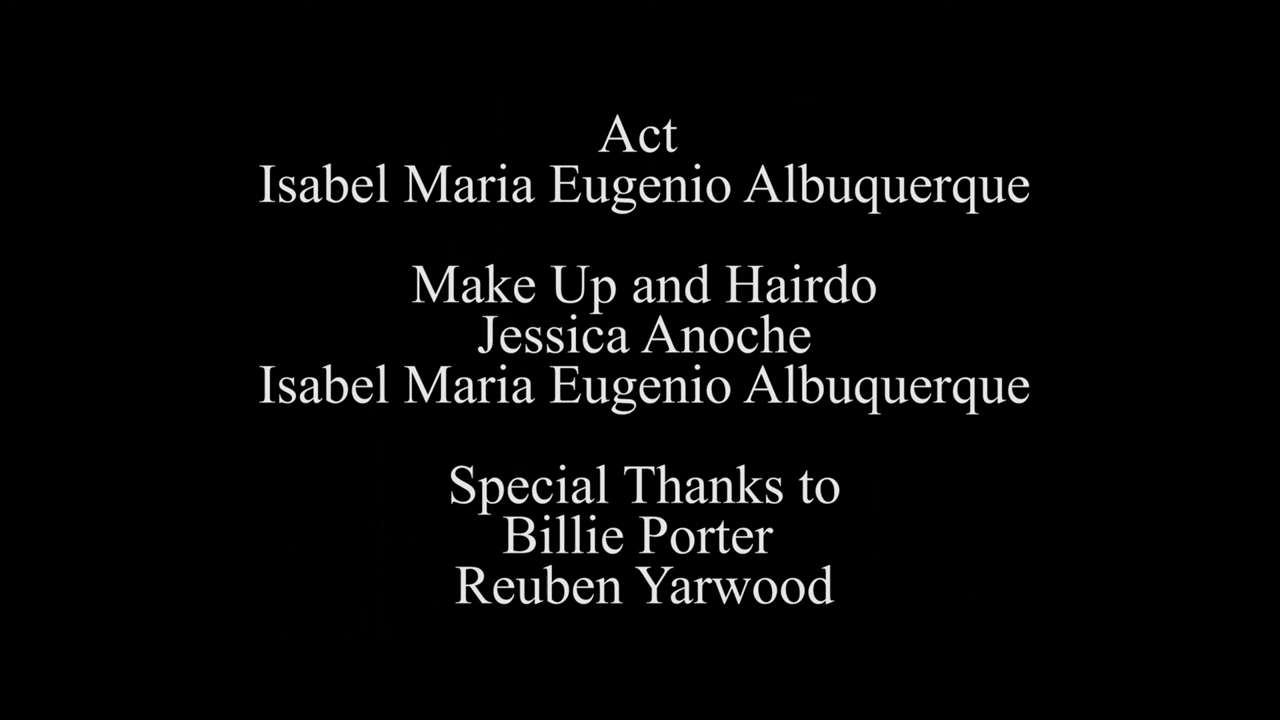 Act
Isabel Maria Eugenio Albuquerque
Make Up and Hairdo
Jessica Anoche
Isabel Maria Eugenio Albuquerque
Special Thanks to
Billie Porter
Reuben Yarwood